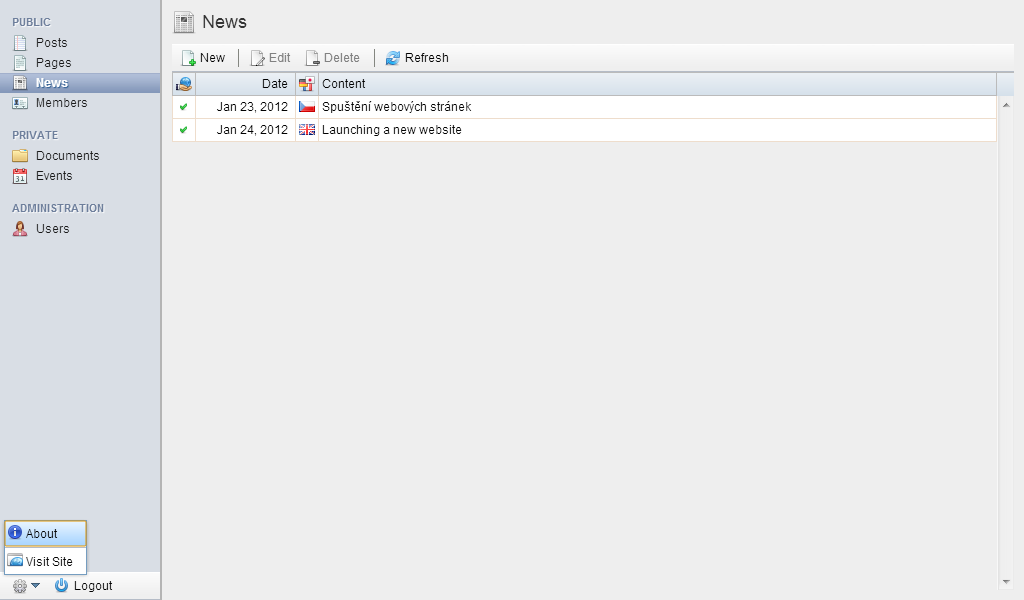 PUBLIC
Posts
Pages
News
Members
PRIVATE
Documents
31
Events
ADMINISTRATION
Users
About
Visit Site
Logout
News
New Edit Delete Refresh
Date Content
Jan 23, 2012 Spuštění webových stránek
Jan 24, 2012 Launching a new website